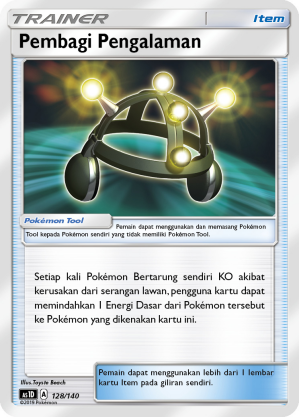 TRAINER Item
Pembagi Pengalaman
Pokémon Tool
Pemain dapat menggunakan dan memasang Pokémon
Tool kepada Pokémon sendiri yang tidak memiliki Pokémon Tool.
Setiap kali Pokémon Bertarung sendiri KO akibat
kerusakan dari serangan lawan, pengguna kartu dapat
memindahkan 1 Energi Dasar dari Pokémon tersebut
ke Pokémon yang dikenakan kartu ini.
Pemain dapat menggunakan lebih dari 1 lembar
kartu Item pada giliran sendiri.
Illus. Toyste Beach
AS1D A 128/140
©2019 Pokémon